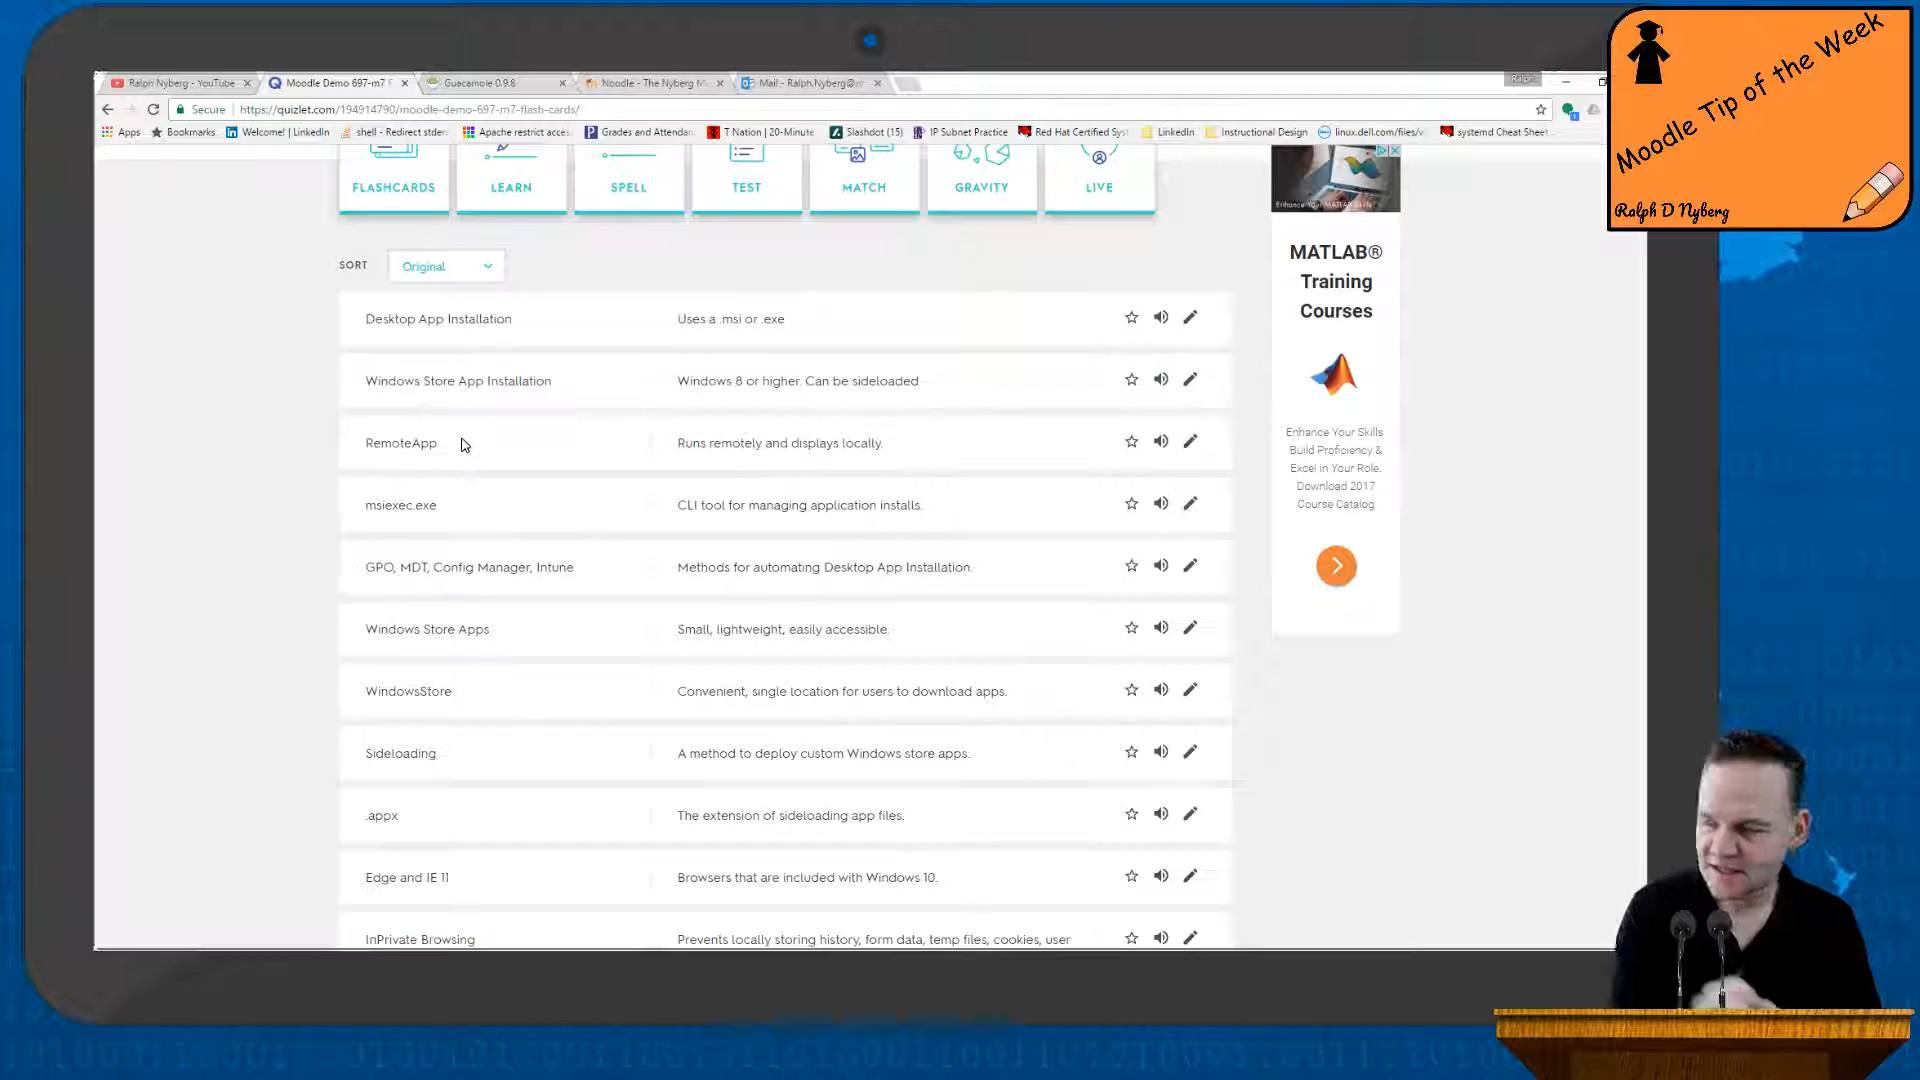 Ralph Nyberg - YouTube
Moodle Demo 697-m7 F
Guacamole 0.9.8
Noodle - The Nyberg M
Mail - Ralph.Nyberg@m
Ralph
Secure
https://quizlet.com/194914790/moodle-demo-697-m7-flash-cards/
Apps
Bookmarks
Welcome! | LinkedIn
shell - Redirect stderr
Apache restrict acces
Grades and Attendan
T Nation | 20-Minute
Slashdot (15)
IP Subnet Practice
Red Hat Certified Sys
LinkedIn
Instructional Design
linux.dell.com/files/v
systemd Cheat Sheet
Moodle Tip of the Week
Ralph D Nyberg
FLASHCARDS
LEARN
SPELL
TEST
MATCH
GRAVITY
LIVE
SORT
Original
Desktop App Installation
Uses a .msi or .exe
Windows Store App Installation
Windows 8 or higher. Can be sideloaded
RemoteApp
Runs remotely and displays locally.
msiexec.exe
CLI tool for managing application installs.
GPO, MDT, Config Manager, Intune
Methods for automating Desktop App Installation.
Windows Store Apps
Small, lightweight, easily accessible.
WindowsStore
Convenient, single location for users to download apps.
Sideloading
A method to deploy custom Windows store apps.
.appx
The extension of sideloading app files.
Edge and IE 11
Browsers that are included with Windows 10.
InPrivate Browsing
Prevents locally storing history, form data, temp files, cookies, user
Enhance Your MATLAB Skills
MATLAB®
Training
Courses
Enhance Your Skills
Build Proficiency &
Excel in Your Role.
Download 2017
Course Catalog